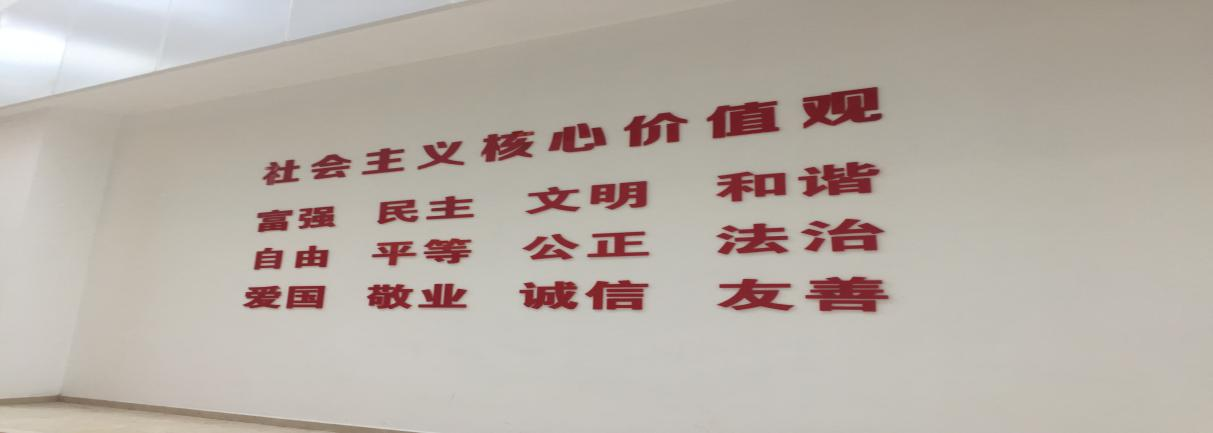 社会主义核心价值观
富强 民主 文明 和谐
自由 平等 公正 法治
爱国 敬业 诚信 友善